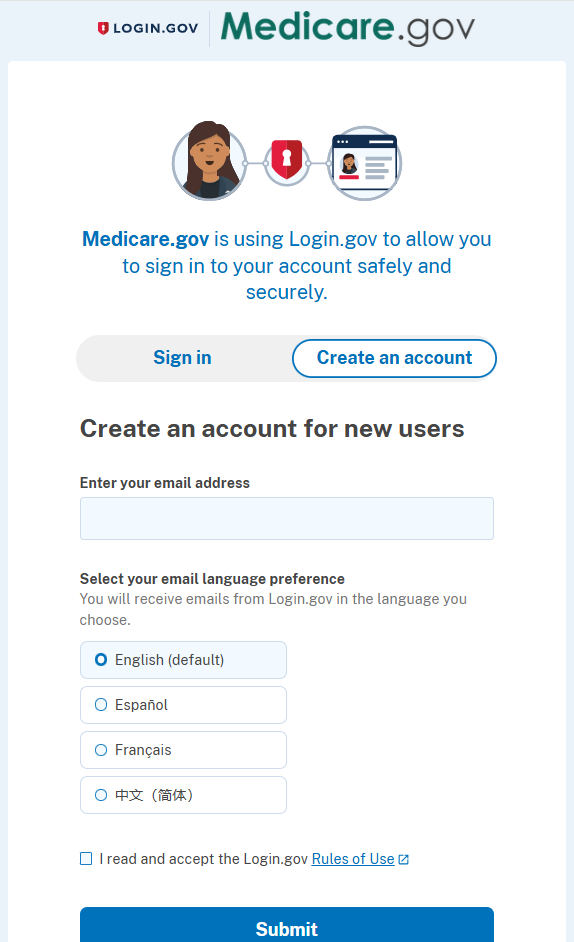 LOGIN.GOV Medicare.gov
Medicare.gov is using Login.gov to allow you
to sign in to your account safely and
securely.
Sign in Create an account
Create an account for new users
Enter your email address
Select your email language preference
You will receive emails from Login.gov in the language you
choose.
English (default)
Español
Français
中文（简体）
I read and accept the Login.gov Rules of Use
Submit